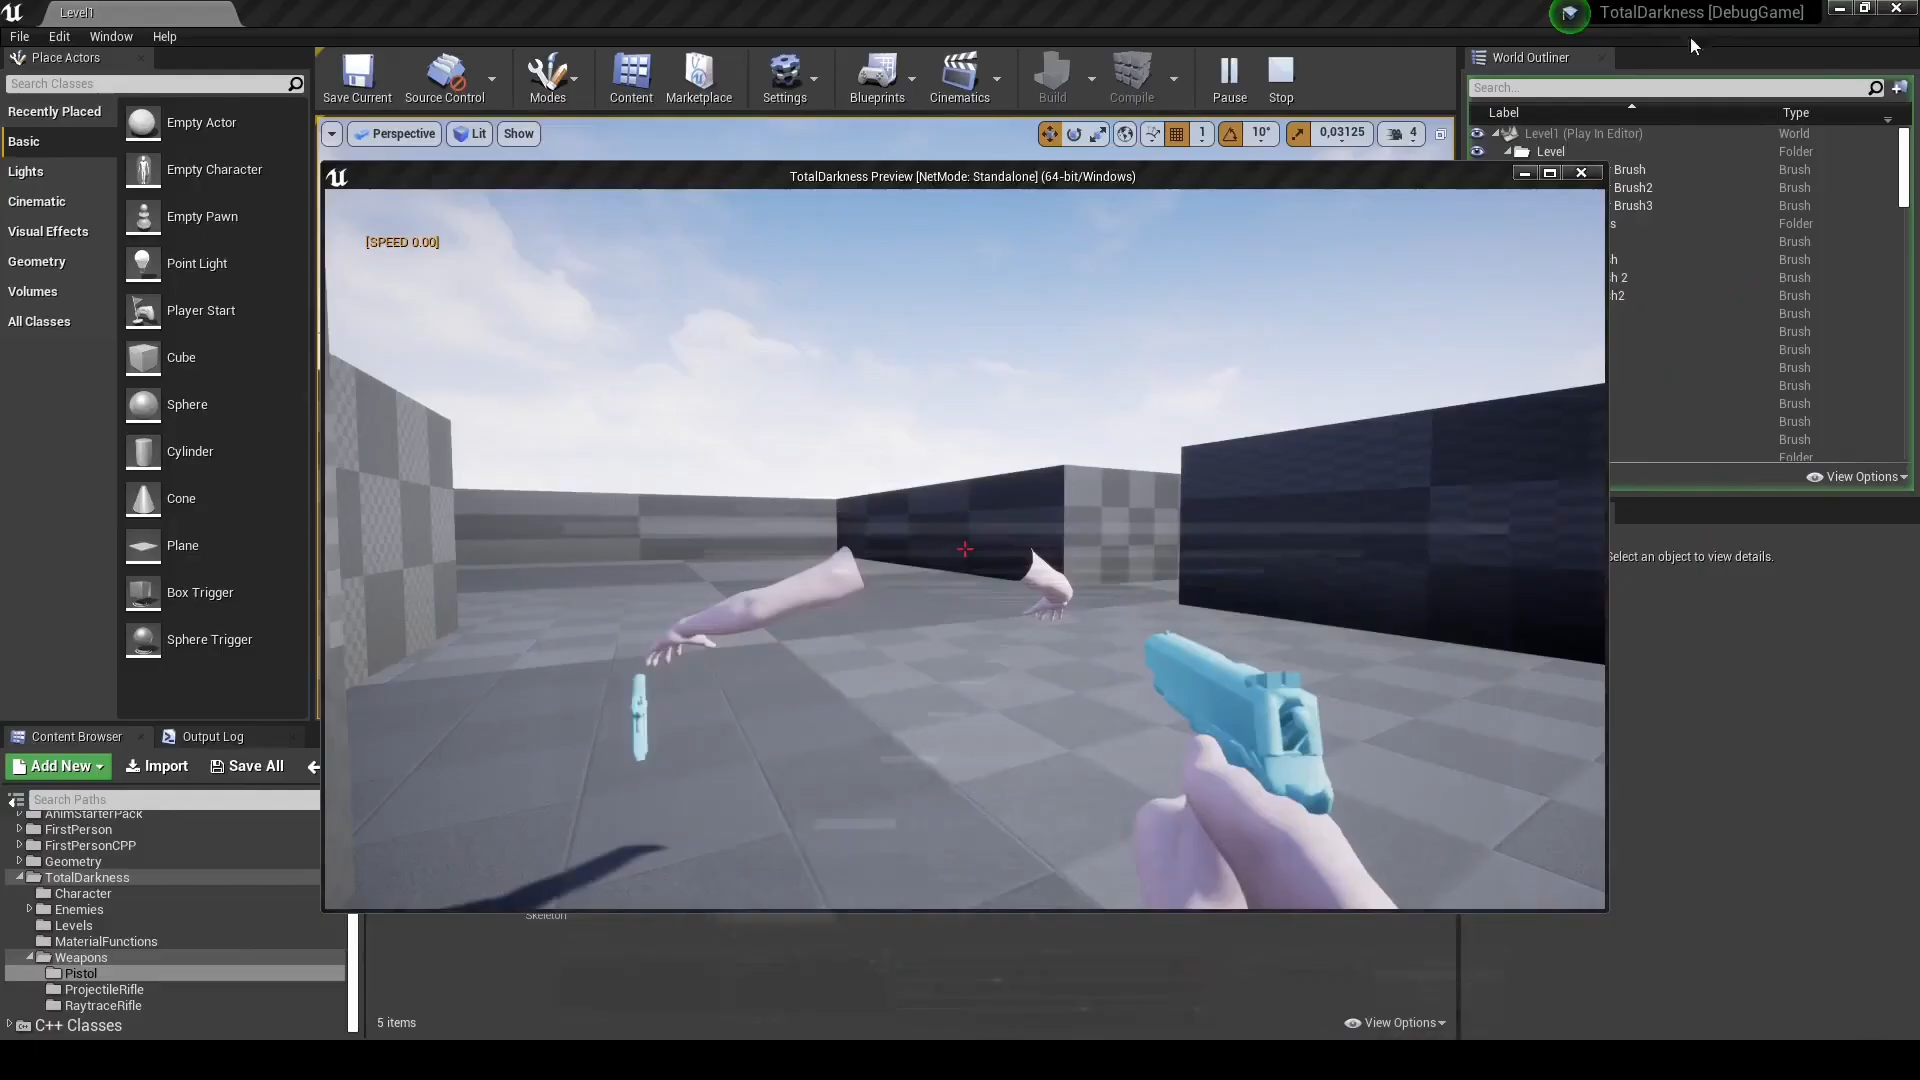 Level1
TotalDarkness [DebugGame]
File Edit Window Help
Place Actors
Search Classes
Recently Placed
Basic
Lights
Cinematic
Visual Effects
Geometry
Volumes
All Classes
Empty Actor
Empty Character
Empty Pawn
Point Light
Player Start
Cube
Sphere
Cylinder
Cone
Plane
Box Trigger
Sphere Trigger
Save Current Source Control Modes Content Marketplace Settings Blueprints Cinematics Build Compile Pause Stop
Perspective Lit Show 1 10° 0,03125 4
TotalDarkness Preview [NetMode: Standalone] (64-bit/Windows)
[SPEED 0.00]
World Outliner
Search...
Label Type
Level1 (Play In Editor) World
Level Folder
Brush Brush
Brush2 Brush
Brush3 Brush
s Folder
Brush
h Brush
h 2 Brush
h2 Brush
Brush
Brush
Brush
Brush
Brush
Brush
Brush
Brush
Folder
View Options
Select an object to view details.
Content Browser Output Log
Add New Import Save All
Search Paths
AnimStarterPack
FirstPerson
FirstPersonCPP
Geometry
TotalDarkness
Character
Enemies
Levels
MaterialFunctions
Weapons
Pistol
ProjectileRifle
RaytraceRifle
C++ Classes
Skeleton
5 items
View Options